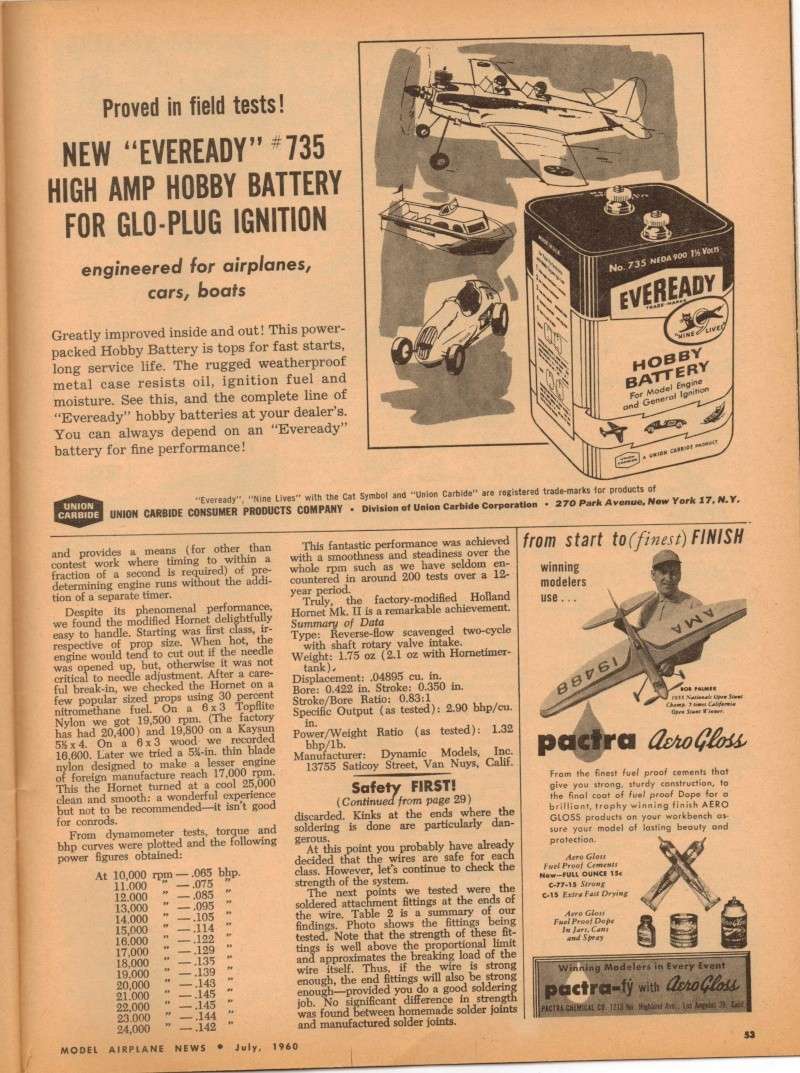 Proved in field tests!
NEW "EVEREADY" #735
HIGH AMP HOBBY BATTERY
FOR GLO-PLUG IGNITION
engineered for airplanes,
cars, boats
Greatly improved inside and out! This power-
packed Hobby Battery is tops for fast starts,
long service life. The rugged weatherproof
metal case resists oil, ignition fuel and
moisture. See this, and the complete line of
"Eveready" hobby batteries at your dealer's.
You can always depend on an "Eveready"
battery for fine performance!
No. 735 NEDA 900 1½ Volts
EVEREADY
TRADE-MARK
"NINE LIVES"
HOBBY
BATTERY
For Model Engine
and General Ignition
UNION
CARBIDE
A UNION CARBIDE PRODUCT
UNION
CARBIDE
"Eveready", "Nine Lives" with the Cat Symbol and "Union Carbide" are registered trade-marks for products of
UNION CARBIDE CONSUMER PRODUCTS COMPANY • Division of Union Carbide Corporation • 270 Park Avenue, New York 17, N.Y.
and provides a means (for other than
contest work where timing to within a
fraction of a second is required) of pre-
determining engine runs without the addi-
tion of a separate timer.
Despite its phenomenal performance,
we found the modified Hornet delightfully
easy to handle. Starting was first class, ir-
respective of prop size. When hot, the
engine would tend to cut out if the needle
was opened up, but, otherwise it was not
critical to needle adjustment. After a care-
ful break-in, we checked the Hornet on a
few popular sized props using 30 percent
nitromethane fuel. On a 6 x 3 Topflite
Nylon we got 19,500 rpm. (The factory
has had 20,400) and 19,800 on a Kaysun
5½ x 4. On a 6 x 3 wood we recorded
16,600. Later we tried a 5¼-in. thin blade
nylon designed to make a lesser engine
of foreign manufacture reach 17,000 rpm.
This the Hornet turned at a cool 25,000
clean and smooth: a wonderful experience
but not to be recommended—it isn't good
for conrods.
From dynamometer tests, torque and
bhp curves were plotted and the following
power figures obtained:
At 10,000 rpm — .065 bhp.
11.000 " — .075 "
12.000 " — .085 "
13,000 " — .095 "
14.000 " — .105 "
15,000 " — .114 "
16.000 " — .122 "
17,000 " — .129 "
18,000 " — .135 "
19.000 " — .139 "
20,000 " — .143 "
21.000 " — .145 "
22,000 " — .145 "
23.000 " — .144 "
24,000 " — .142 "
This fantastic performance was achieved
with a smoothness and steadiness over the
whole rpm such as we have seldom en-
countered in around 200 tests over a 12-
year period.
Truly, the factory-modified Holland
Hornet Mk. II is a remarkable achievement.
Summary of Data
Type: Reverse-flow scavenged two-cycle
with shaft rotary valve intake.
Weight: 1.75 oz (2.1 oz with Hornetimer-
tank).
Displacement: .04895 cu. in.
Bore: 0.422 in. Stroke: 0.350 in.
Stroke/Bore Ratio: 0.83:1
Specific Output (as tested): 2.90 bhp/cu.
in.
Power/Weight Ratio (as tested): 1.32
bhp/lb.
Manufacturer: Dynamic Models, Inc.
13755 Saticoy Street, Van Nuys, Calif.
Safety FIRST!
(Continued from page 29)
discarded. Kinks at the ends where the
soldering is done are particularly dan-
gerous.
At this point you probably have already
decided that the wires are safe for each
class. However, let's continue to check the
strength of the system.
The next points we tested were the
soldered attachment fittings at the ends of
the wire. Table 2 is a summary of our
findings. Photo shows the fittings being
tested. Note that the strength of these fit-
tings is well above the proportional limit
and approximates the breaking load of the
wire itself. Thus, if the wire is strong
enough, the end fittings will also be strong
enough—provided you do a good soldering
job. No significant difference in strength
was found between homemade solder joints
and manufactured solder joints.
from start to (finest) FINISH
winning
modelers
use . . .
AMA
19488
BOB PALMER
1955 Nationals Open Stunt
Champ. 3 times California
Open Stunt Winner.
pactra AeroGloss
From the finest fuel proof cements that
give you strong, sturdy construction, to
the final coat of fuel proof Dope for a
brilliant, trophy winning finish AERO
GLOSS products on your workbench as-
sure your model of lasting beauty and
protection.
Aero Gloss
Fuel Proof Cements
Now—FULL OUNCE 15¢
C-77-15 Strong
C-15 Extra Fast Drying
Aero Gloss
Fuel Proof Dope
In Jars, Cans
and Spray
Winning Modelers in Every Event
pactra-fy with AeroGloss
PACTRA CHEMICAL CO. 1213 No. Highland Ave., Los Angeles 38, Calif.
MODEL AIRPLANE NEWS • July, 1960
53